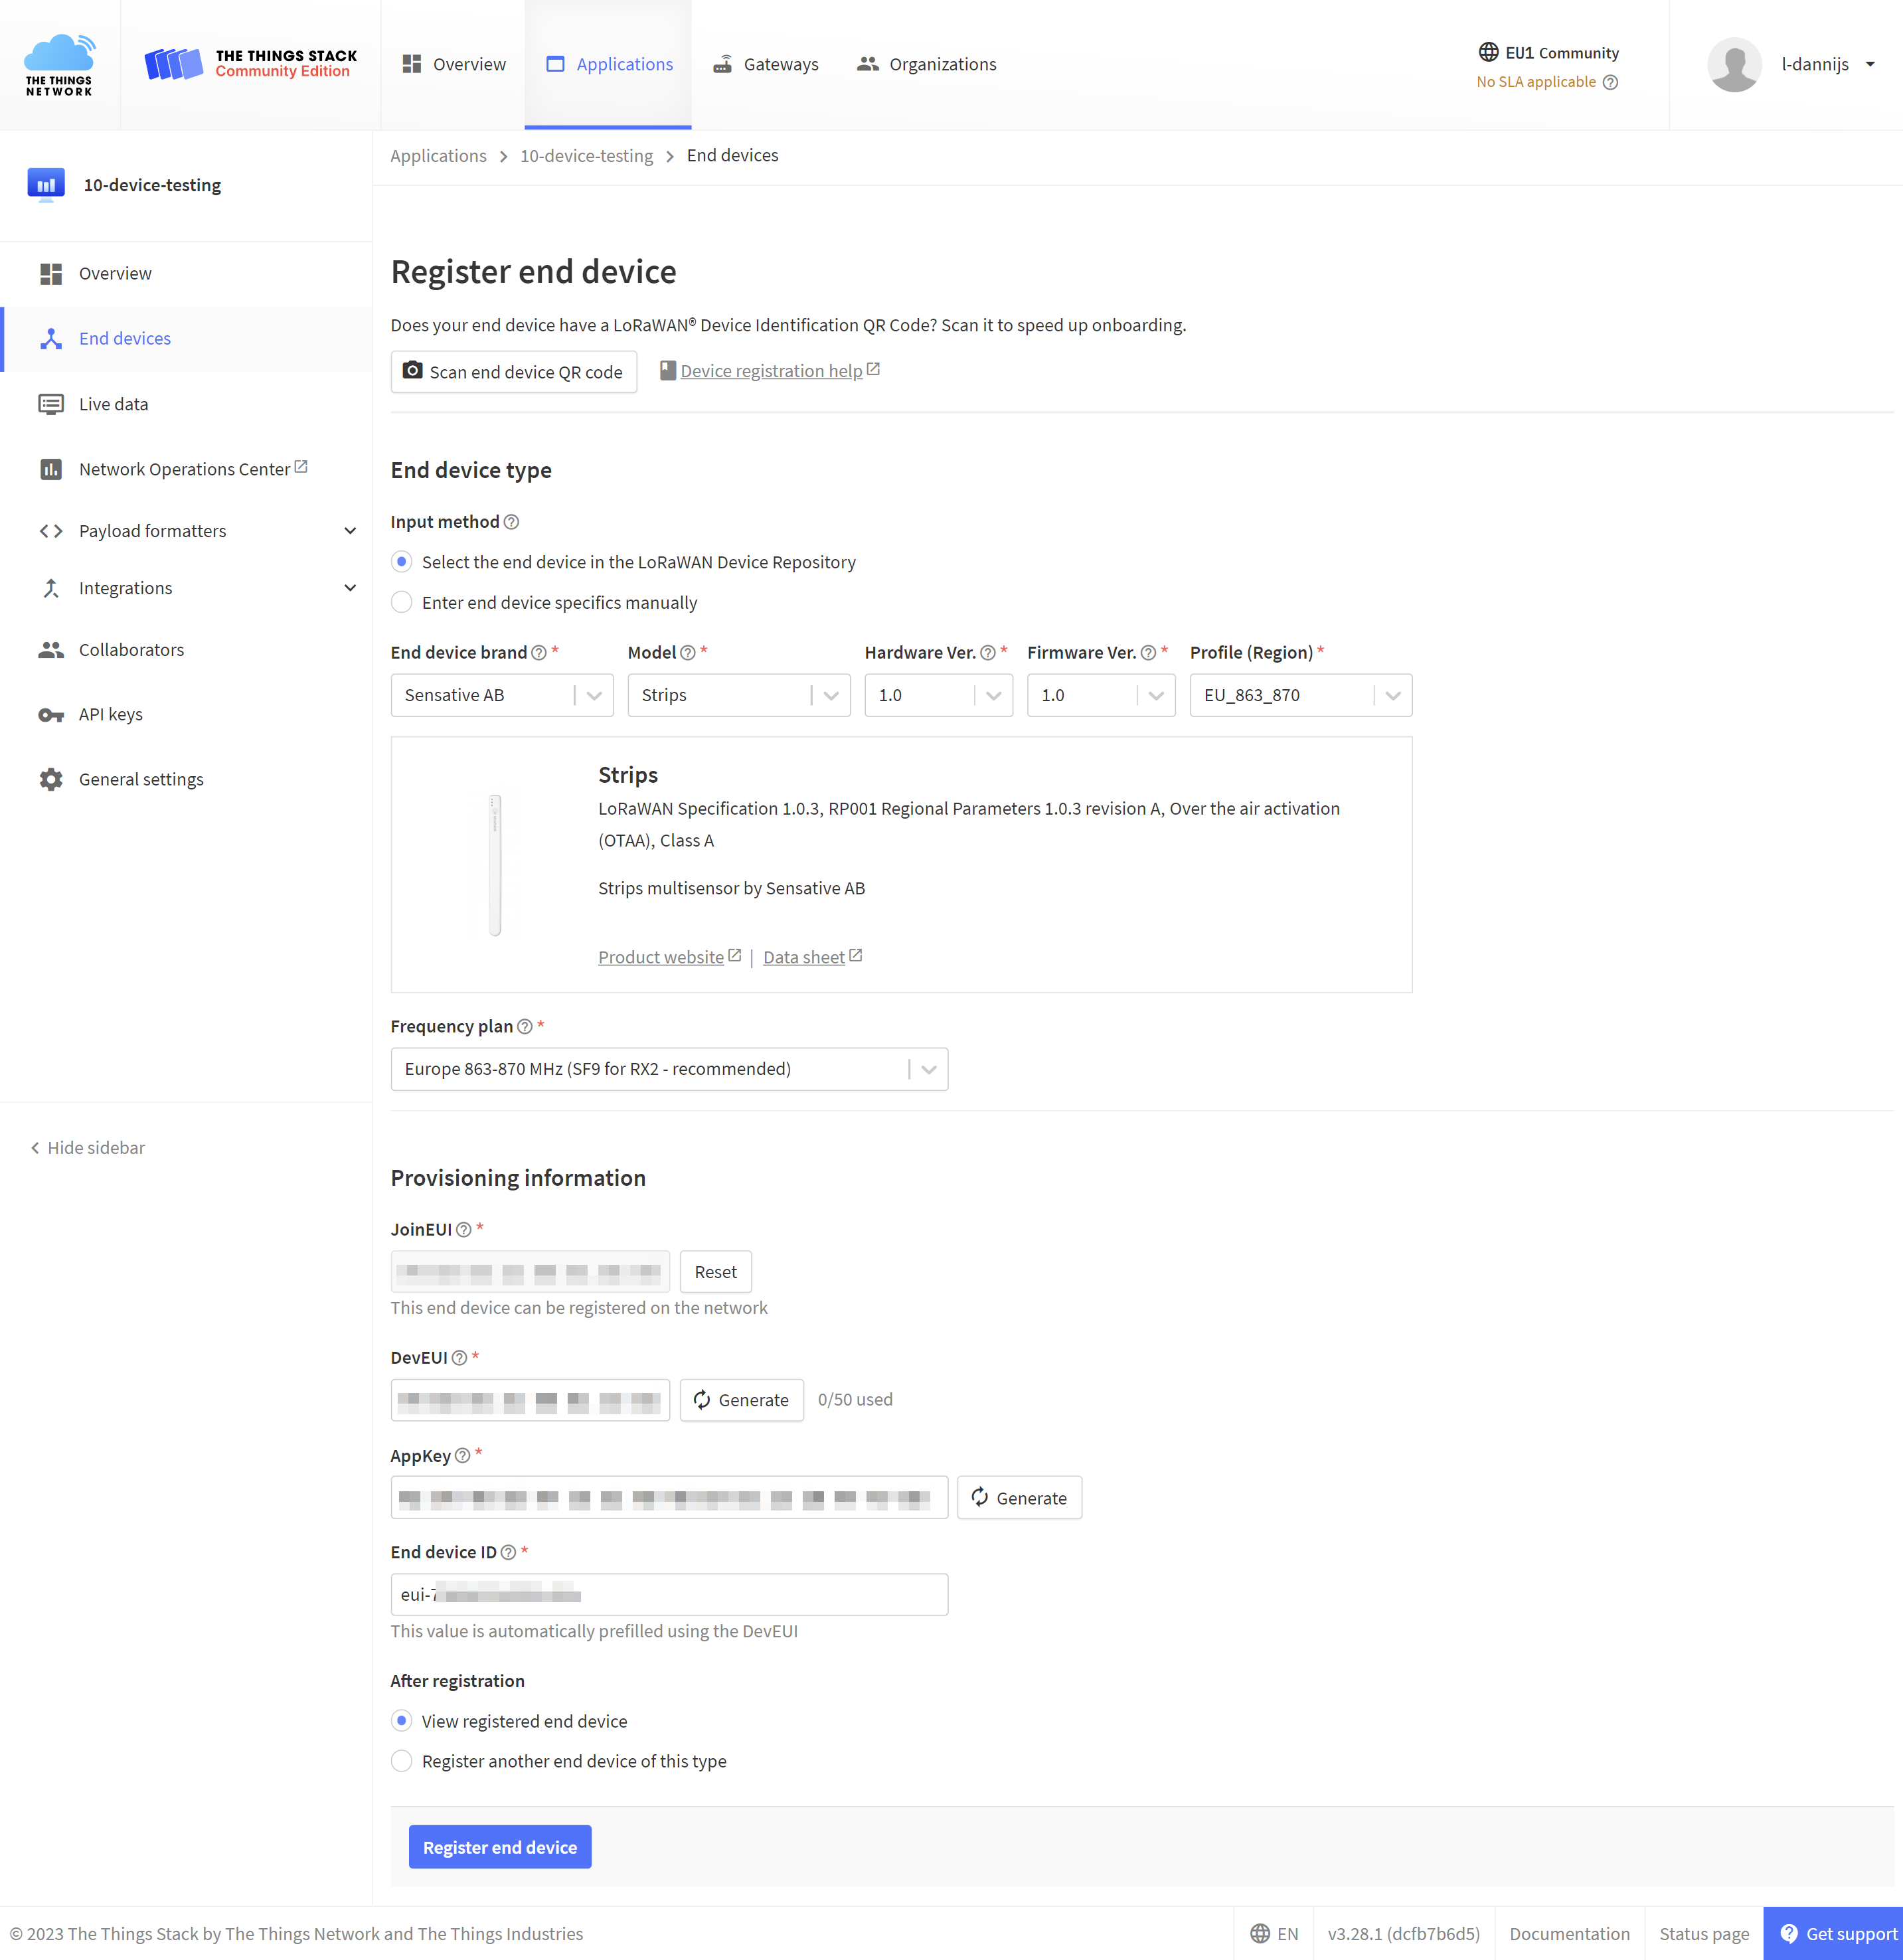 THE THINGS NETWORK
THE THINGS STACK
Community Edition
Overview
Applications
Gateways
Organizations
EU1 Community
No SLA applicable
l-dannijs
10-device-testing
Overview
End devices
Live data
Network Operations Center
Payload formatters
Integrations
Collaborators
API keys
General settings
Hide sidebar
Applications > 10-device-testing > End devices
Register end device
Does your end device have a LoRaWAN® Device Identification QR Code? Scan it to speed up onboarding.
Scan end device QR code
Device registration help
End device type
Input method
Select the end device in the LoRaWAN Device Repository
Enter end device specifics manually
End device brand * Model * Hardware Ver. * Firmware Ver. * Profile (Region) *
Sensative AB Strips 1.0 1.0 EU_863_870
Strips
LoRaWAN Specification 1.0.3, RP001 Regional Parameters 1.0.3 revision A, Over the air activation
(OTAA), Class A
Strips multisensor by Sensative AB
Product website | Data sheet
Frequency plan *
Europe 863-870 MHz (SF9 for RX2 - recommended)
Provisioning information
JoinEUI *
Reset
This end device can be registered on the network
DevEUI *
Generate 0/50 used
AppKey *
Generate
End device ID *
eui-7
This value is automatically prefilled using the DevEUI
After registration
View registered end device
Register another end device of this type
Register end device
© 2023 The Things Stack by The Things Network and The Things Industries
EN
v3.28.1 (dcfb7b6d5)
Documentation
Status page
Get support